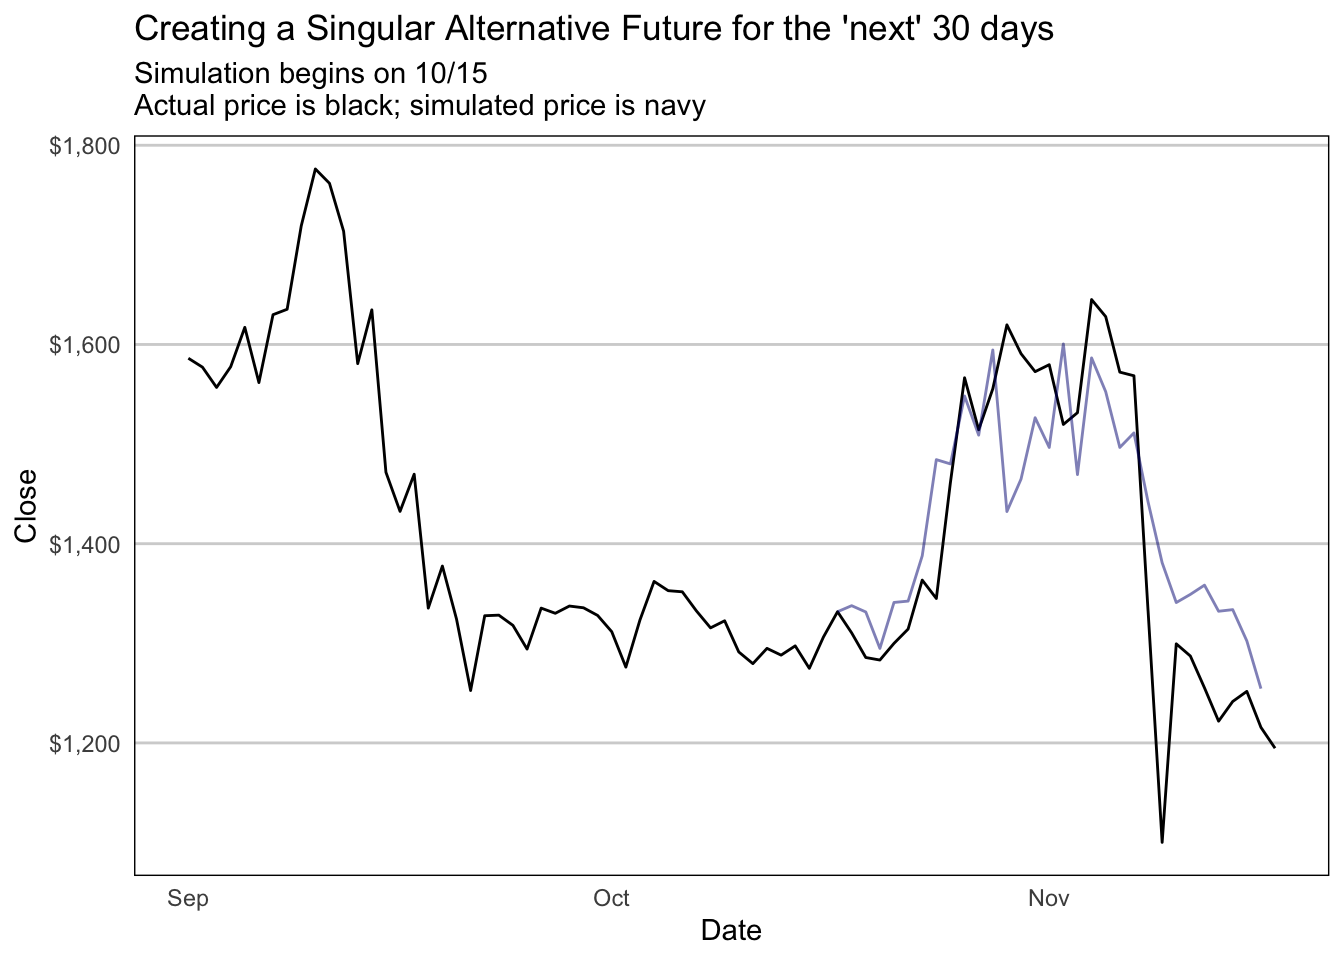 Creating a Singular Alternative Future for the 'next' 30 days
Simulation begins on 10/15
Actual price is black; simulated price is navy
$1,800
$1,600
$1,400
$1,200
Close
Sep
Oct
Nov
Date